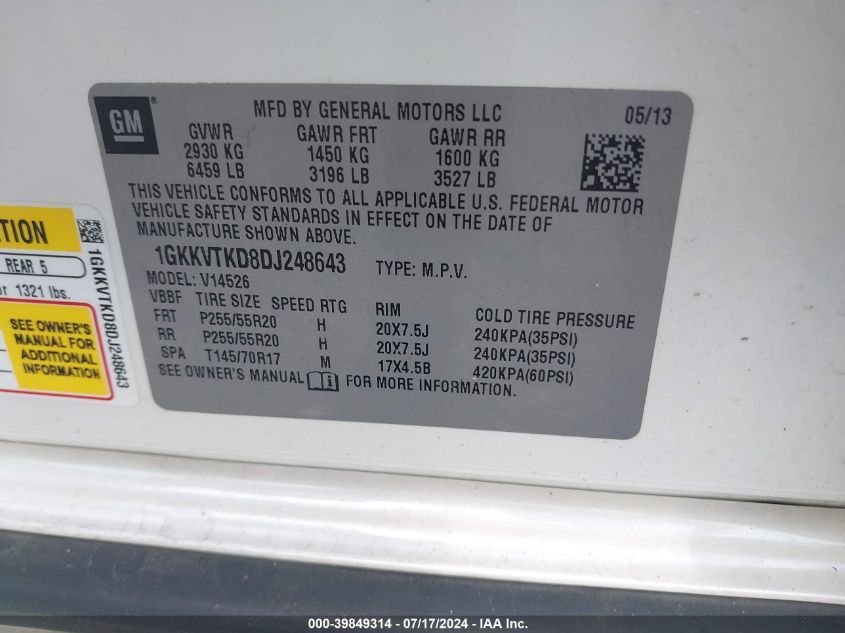 GM ®
MFD BY GENERAL MOTORS LLC 05/13
GVWR GAWR FRT GAWR RR
2930 KG 1450 KG 1600 KG
6459 LB 3196 LB 3527 LB
THIS VEHICLE CONFORMS TO ALL APPLICABLE U.S. FEDERAL MOTOR
VEHICLE SAFETY STANDARDS IN EFFECT ON THE DATE OF
MANUFACTURE SHOWN ABOVE.
1GKKVTKD8DJ248643 TYPE: M.P.V.
MODEL: V14526
VBBF TIRE SIZE SPEED RTG RIM COLD TIRE PRESSURE
FRT P255/55R20 H 20X7.5J 240KPA(35PSI)
RR P255/55R20 H 20X7.5J 240KPA(35PSI)
SPA T145/70R17 M 17X4.5B 420KPA(60PSI)
SEE OWNER'S MANUAL FOR MORE INFORMATION.
REAR 5
1321 lbs.
SEE OWNER'S
MANUAL FOR
ADDITIONAL
INFORMATION
1GKKVTKD8DJ248643
000-39849314 - 07/17/2024 - IAA Inc.